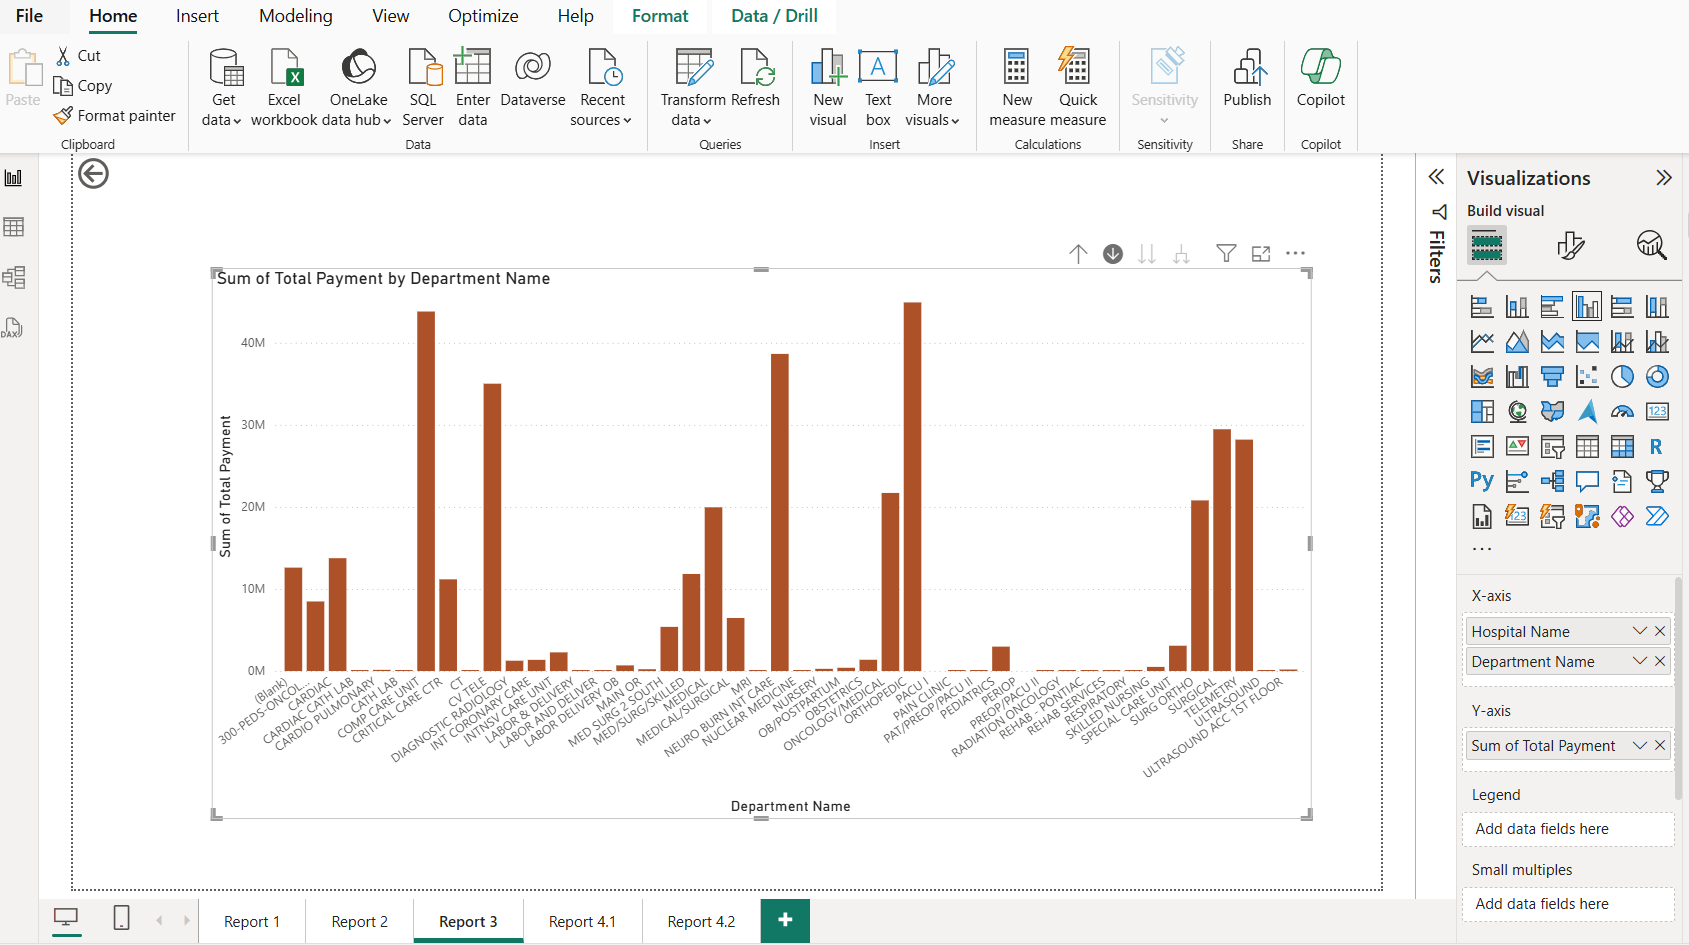 File Home Insert Modeling View Optimize Help Format Data / Drill
Paste
Cut
Copy
Format painter
Clipboard
Get data
Excel workbook
OneLake data hub
SQL Server
Enter data
Dataverse
Recent sources
Data
Transform data
Refresh
Queries
New visual
Text box
More visuals
Insert
New measure
Quick measure
Calculations
Sensitivity
Sensitivity
Publish
Share
Copilot
Copilot
DAX
Sum of Total Payment by Department Name
Sum of Total Payment
40M
30M
20M
10M
0M
(Blank)
300-PEDS-ONCOL...
CARDIAC
CARDIAC CATH LAB
CARDIO PULMONARY
CATH LAB
COMP CARE UNIT
CRITICAL CARE CTR
CT
CV TELE
DIAGNOSTIC RADIOLOGY
INT CORONARY CARE
INTNSV CARE UNIT
LABOR & DELIVERY
LABOR AND DELIVER
LABOR DELIVERY OB
MAIN OR
MED SURG 2 SOUTH
MED/SURG/SKILLED
MEDICAL
MEDICAL/SURGICAL
MRI
NEURO BURN INT CARE
NUCLEAR MEDICINE
NURSERY
OB/POSTPARTUM
OBSTETRICS
ONCOLOGY/MEDICAL
ORTHOPEDIC
PACU I
PAIN CLINIC
PAT/PREOP/PACU II
PEDIATRICS
PERIOP
PREOP/PACU II
RADIATION ONCOLOGY
REHAB - PONTIAC
REHAB SERVICES
RESPIRATORY
SKILLED NURSING
SPECIAL CARE UNIT
SURG ORTHO
SURGICAL
TELEMETRY
ULTRASOUND
ULTRASOUND ACC 1ST FLOOR
Department Name
Filters
Visualizations
Build visual
123
R
Py
123
...
X-axis
Hospital Name
Department Name
Y-axis
Sum of Total Payment
Legend
Add data fields here
Small multiples
Add data fields here
Report 1 Report 2 Report 3 Report 4.1 Report 4.2 +